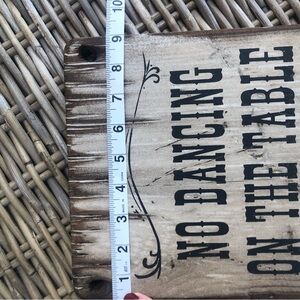 NO DANCING
ON THE TABLE
1 2 3 4 5 6 7 8 9 10